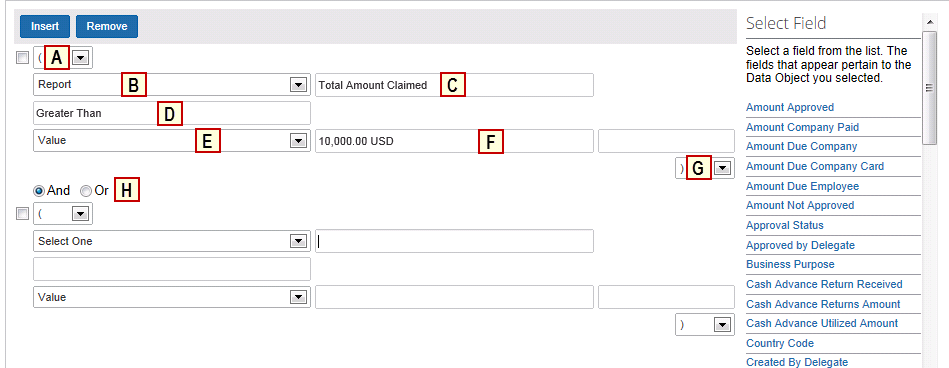 Insert Remove
( A
Report B Total Amount Claimed C
Greater Than D
Value E 10,000.00 USD F
) G
And Or H
(
Select One
Value
)
Select Field
Select a field from the list. The
fields that appear pertain to the
Data Object you selected.
Amount Approved
Amount Company Paid
Amount Due Company
Amount Due Company Card
Amount Due Employee
Amount Not Approved
Approval Status
Approved by Delegate
Business Purpose
Cash Advance Return Received
Cash Advance Returns Amount
Cash Advance Utilized Amount
Country Code
Created By Delegate